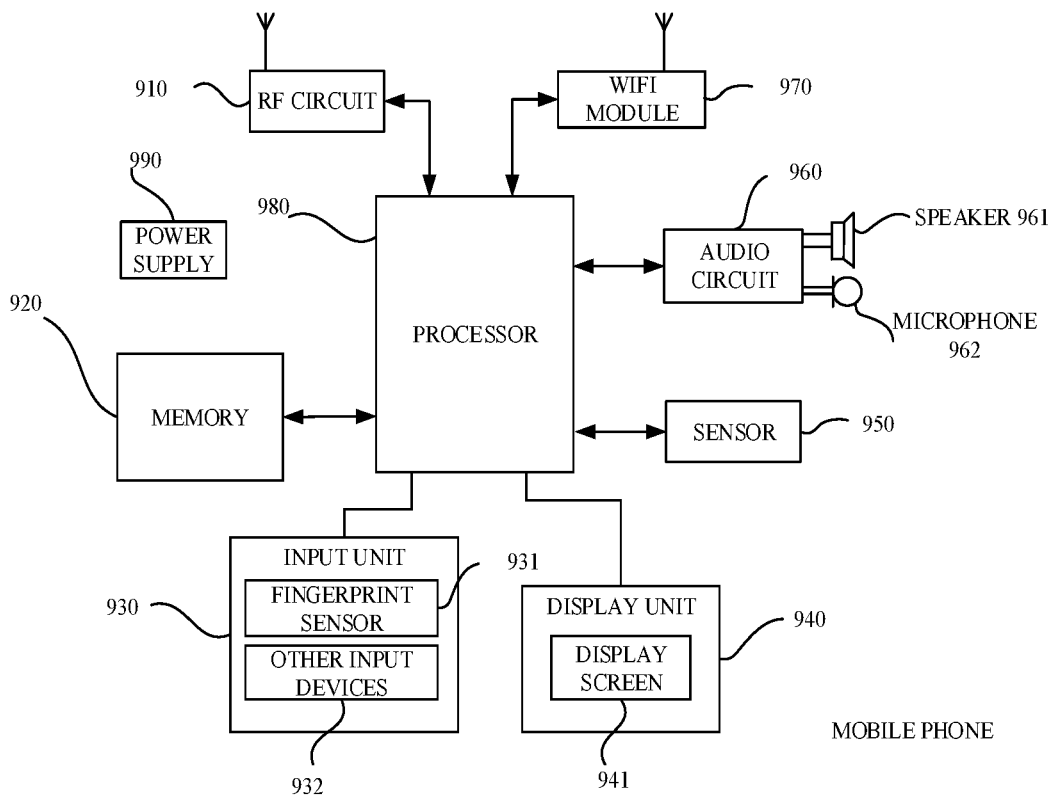 910
RF CIRCUIT
WIFI
MODULE
970
990
POWER
SUPPLY
980
960
AUDIO
CIRCUIT
SPEAKER 961
MICROPHONE
962
PROCESSOR
920
MEMORY
SENSOR
950
INPUT UNIT
931
930
FINGERPRINT
SENSOR
OTHER INPUT
DEVICES
932
DISPLAY UNIT
940
DISPLAY
SCREEN
941
MOBILE PHONE